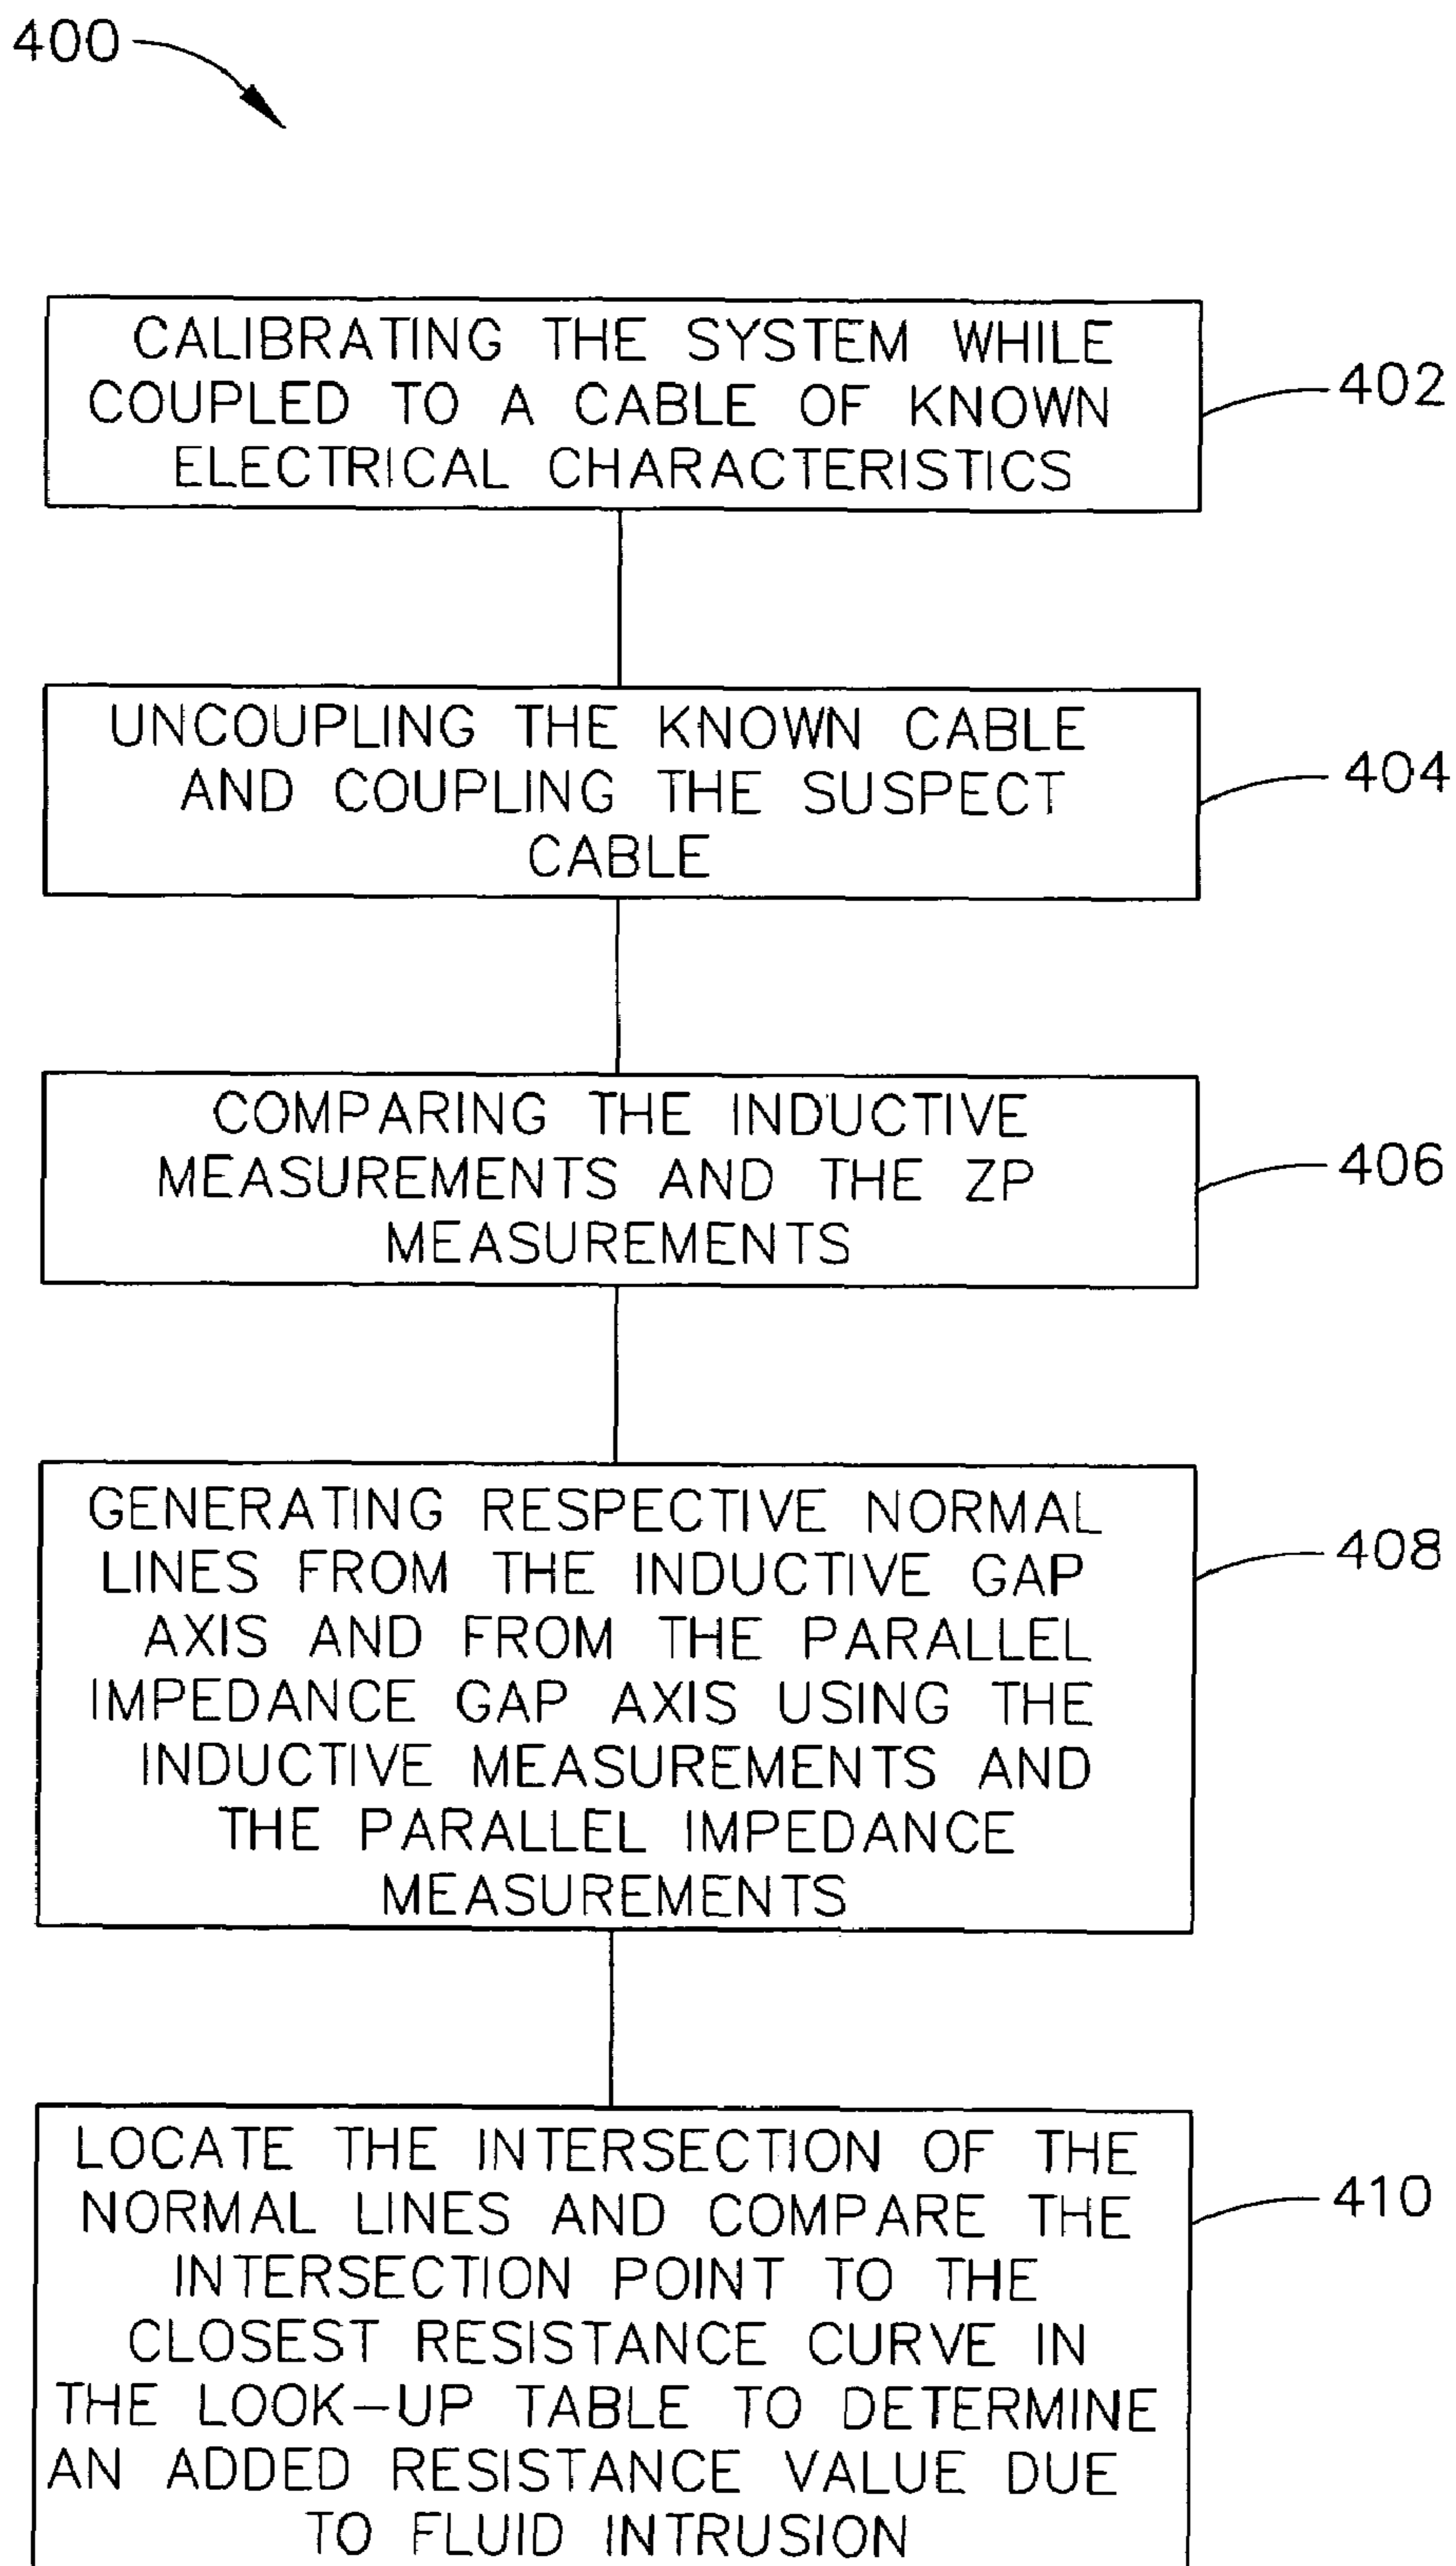 400
CALIBRATING THE SYSTEM WHILE
COUPLED TO A CABLE OF KNOWN
ELECTRICAL CHARACTERISTICS
402
UNCOUPLING THE KNOWN CABLE
AND COUPLING THE SUSPECT
CABLE
404
COMPARING THE INDUCTIVE
MEASUREMENTS AND THE ZP
MEASUREMENTS
406
GENERATING RESPECTIVE NORMAL
LINES FROM THE INDUCTIVE GAP
AXIS AND FROM THE PARALLEL
IMPEDANCE GAP AXIS USING THE
INDUCTIVE MEASUREMENTS AND
THE PARALLEL IMPEDANCE
MEASUREMENTS
408
LOCATE THE INTERSECTION OF THE
NORMAL LINES AND COMPARE THE
INTERSECTION POINT TO THE
CLOSEST RESISTANCE CURVE IN
THE LOOK-UP TABLE TO DETERMINE
AN ADDED RESISTANCE VALUE DUE
TO FLUID INTRUSION
410